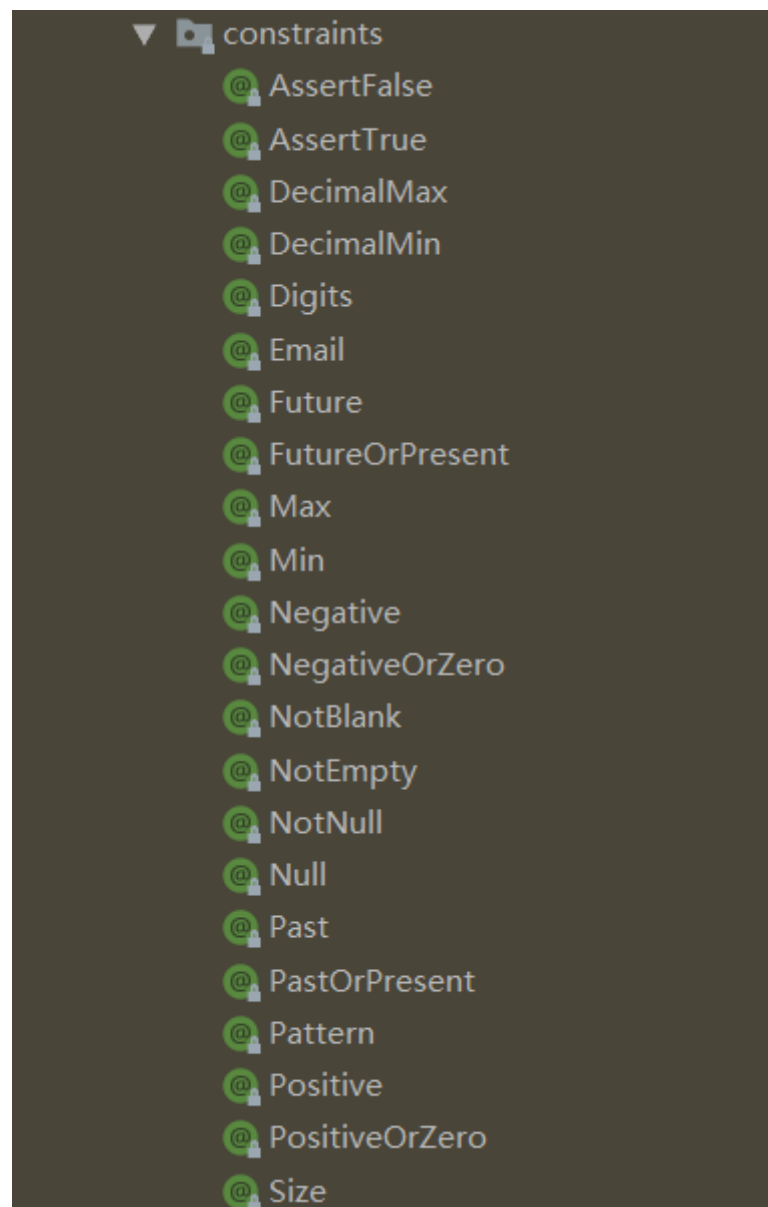 constraints
AssertFalse
AssertTrue
DecimalMax
DecimalMin
Digits
Email
Future
FutureOrPresent
Max
Min
Negative
NegativeOrZero
NotBlank
NotEmpty
NotNull
Null
Past
PastOrPresent
Pattern
Positive
PositiveOrZero
Size